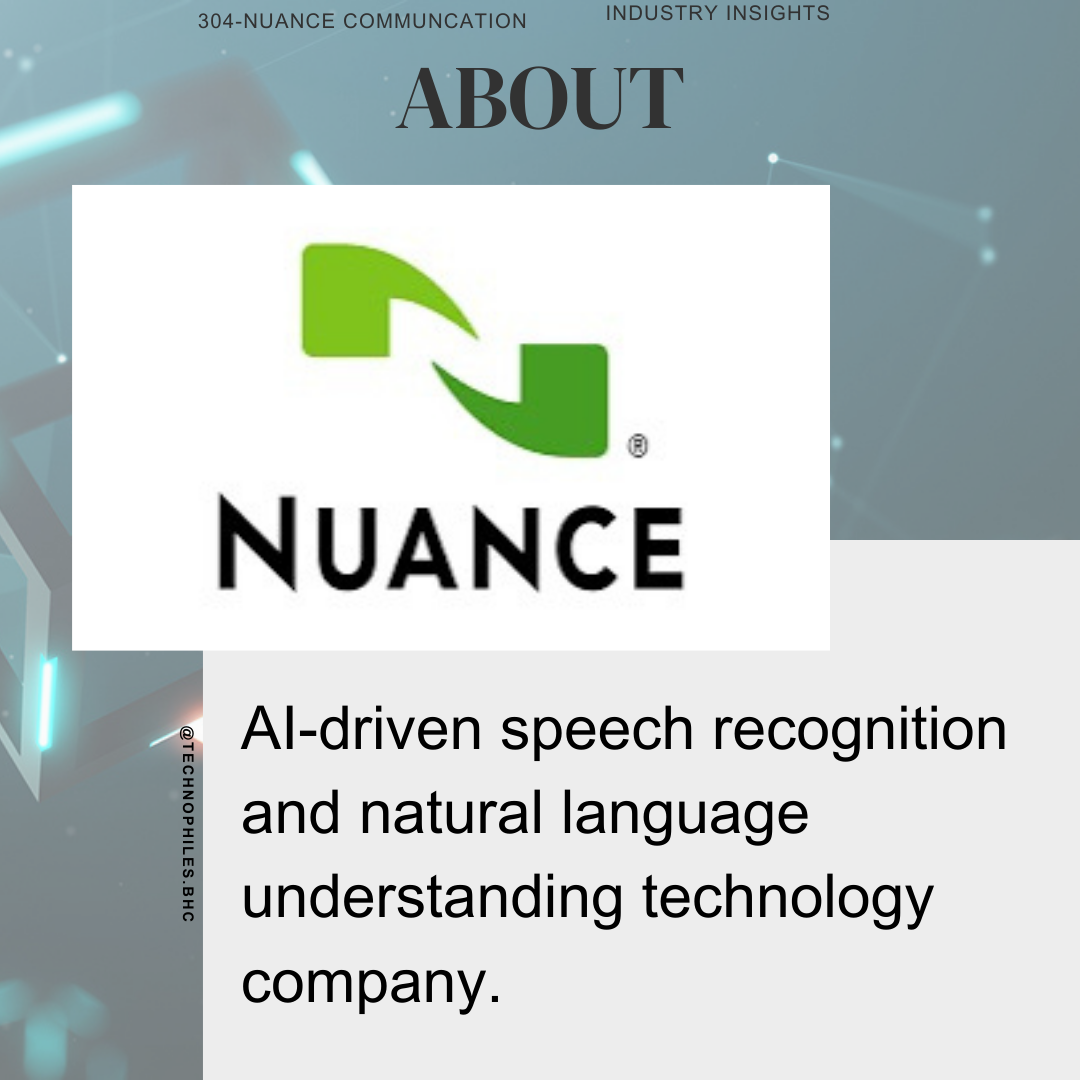 304-NUANCE COMMUNCATION
INDUSTRY INSIGHTS
ABOUT
®
NUANCE
@TECHNOPHILES.BHC
AI-driven speech recognition
and natural language
understanding technology
company.